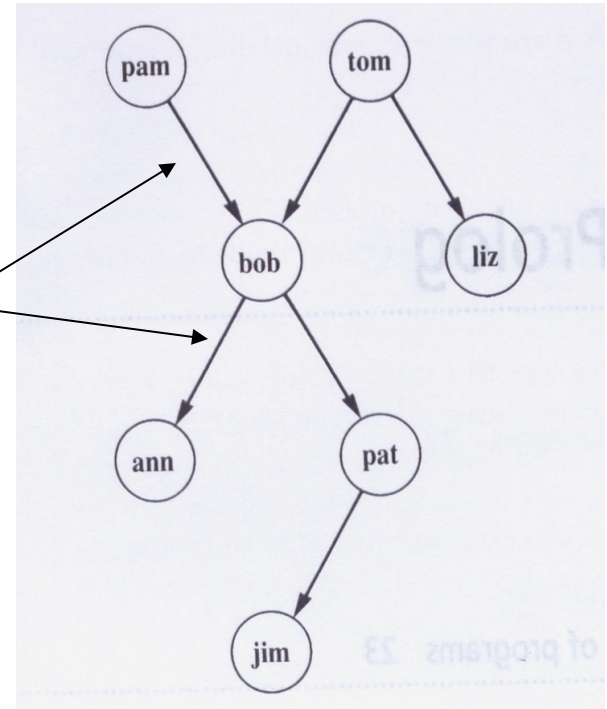 pam tom
Prolog
bob liz
ann pat
jim
of programs 23